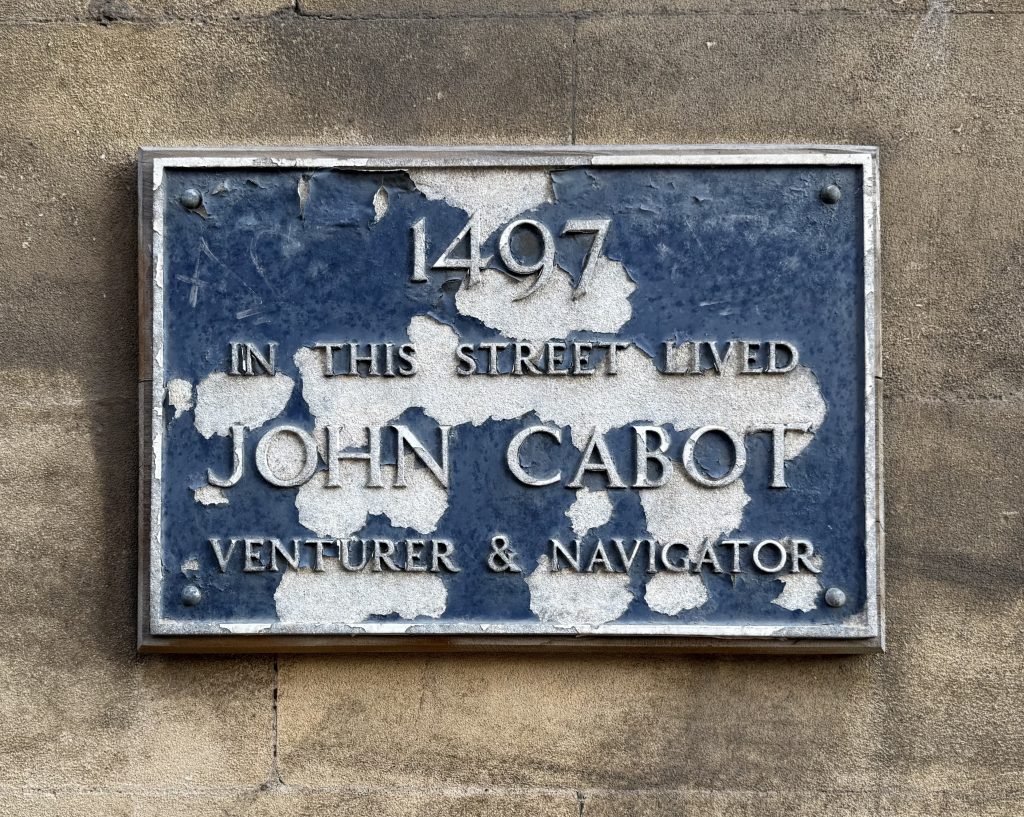 1497
IN THIS STREET LIVED
JOHN CABOT
VENTURER & NAVIGATOR